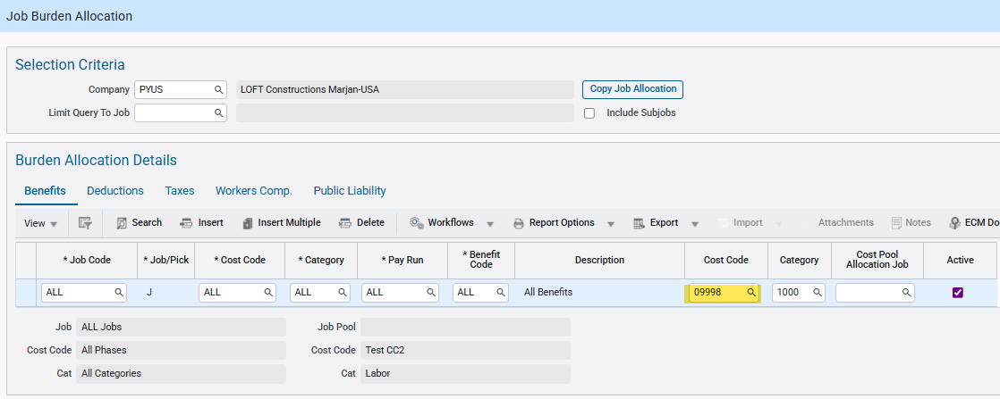 Job Burden Allocation
Selection Criteria
Company PYUS LOFT Constructions Marjan-USA Copy Job Allocation
Limit Query To Job Include Subjobs
Burden Allocation Details
Benefits Deductions Taxes Workers Comp. Public Liability
View Search Insert Insert Multiple Delete Workflows Report Options Export Import Attachments Notes ECM Do
* Job Code * Job/Pick * Cost Code * Category * Pay Run * Benefit Code Description Cost Code Category Cost Pool Allocation Job Active
ALL J ALL ALL ALL ALL All Benefits 09998 1000
Job ALL Jobs Job Pool
Cost Code All Phases Cost Code Test CC2
Cat All Categories Cat Labor